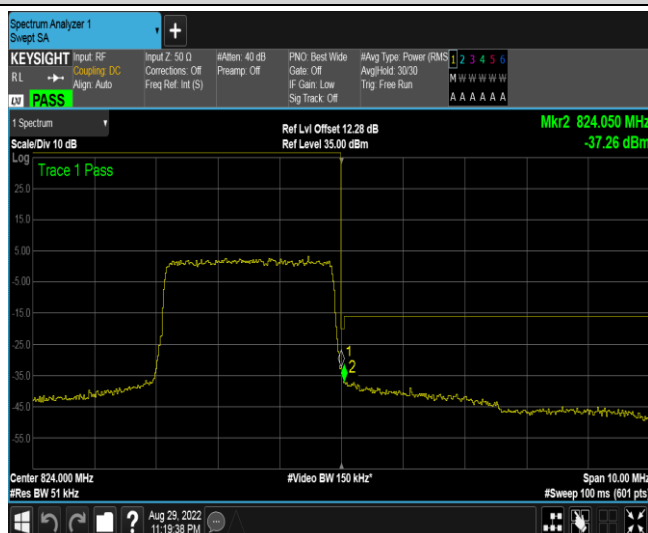 Spectrum Analyzer 1
Swept SA
+
KEYSIGHT
RL
LXI PASS
Input: RF
Coupling: DC
Align: Auto
Input Z: 50 Ω
Corrections: Off
Freq Ref: Int (S)
#Atten: 40 dB
Preamp: Off
PNO: Best Wide
Gate: Off
IF Gain: Low
Sig Track: Off
#Avg Type: Power (RMS
Avg|Hold: 30/30
Trig: Free Run
1 2 3 4 5 6
M W W W W W
A A A A A A
1 Spectrum
Scale/Div 10 dB
Ref Lvl Offset 12.28 dB
Ref Level 35.00 dBm
Mkr2 824.050 MHz
-37.26 dBm
Log
Trace 1 Pass
25.0
15.0
5.00
-5.00
-15.0
-25.0
-35.0
-45.0
-55.0
1
2
Center 824.000 MHz
#Res BW 51 kHz
#Video BW 150 kHz*
Span 10.00 MHz
#Sweep 100 ms (601 pts)
?
Aug 29, 2022
11:19:38 PM